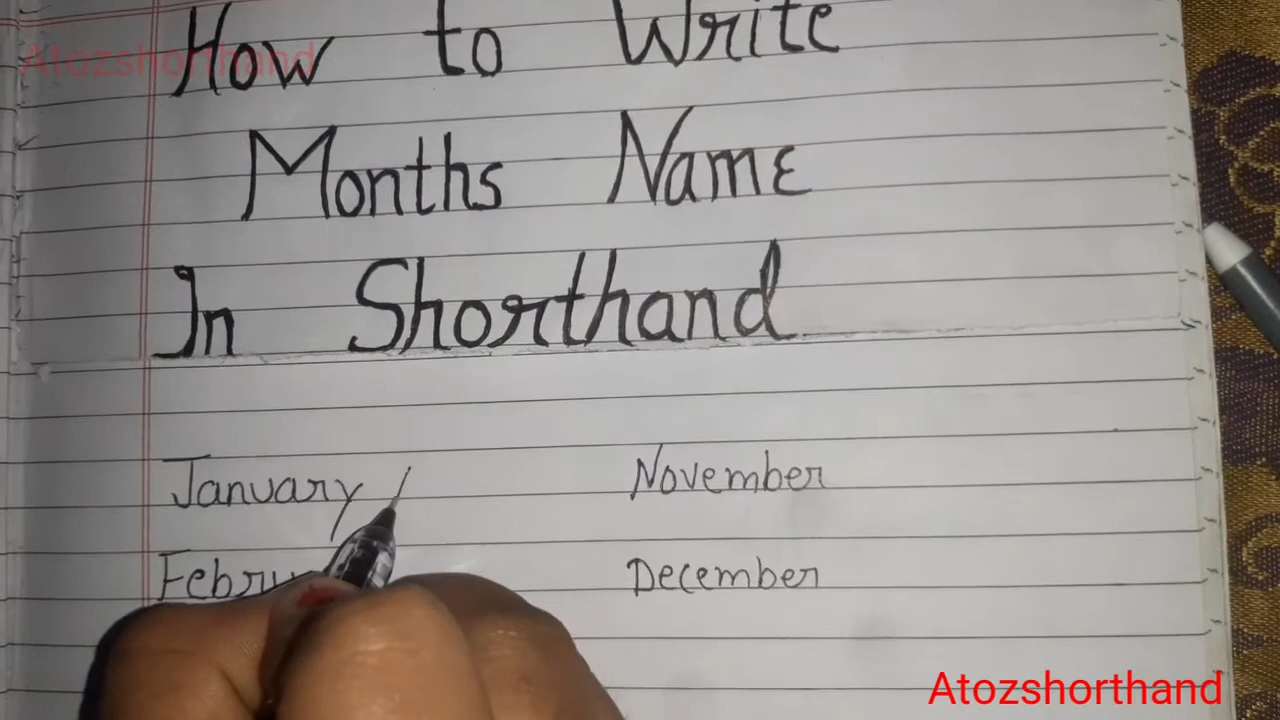 Atozshorthand
How to Write
Months Name
In Shorthand
January
November
December
Atozshorthand